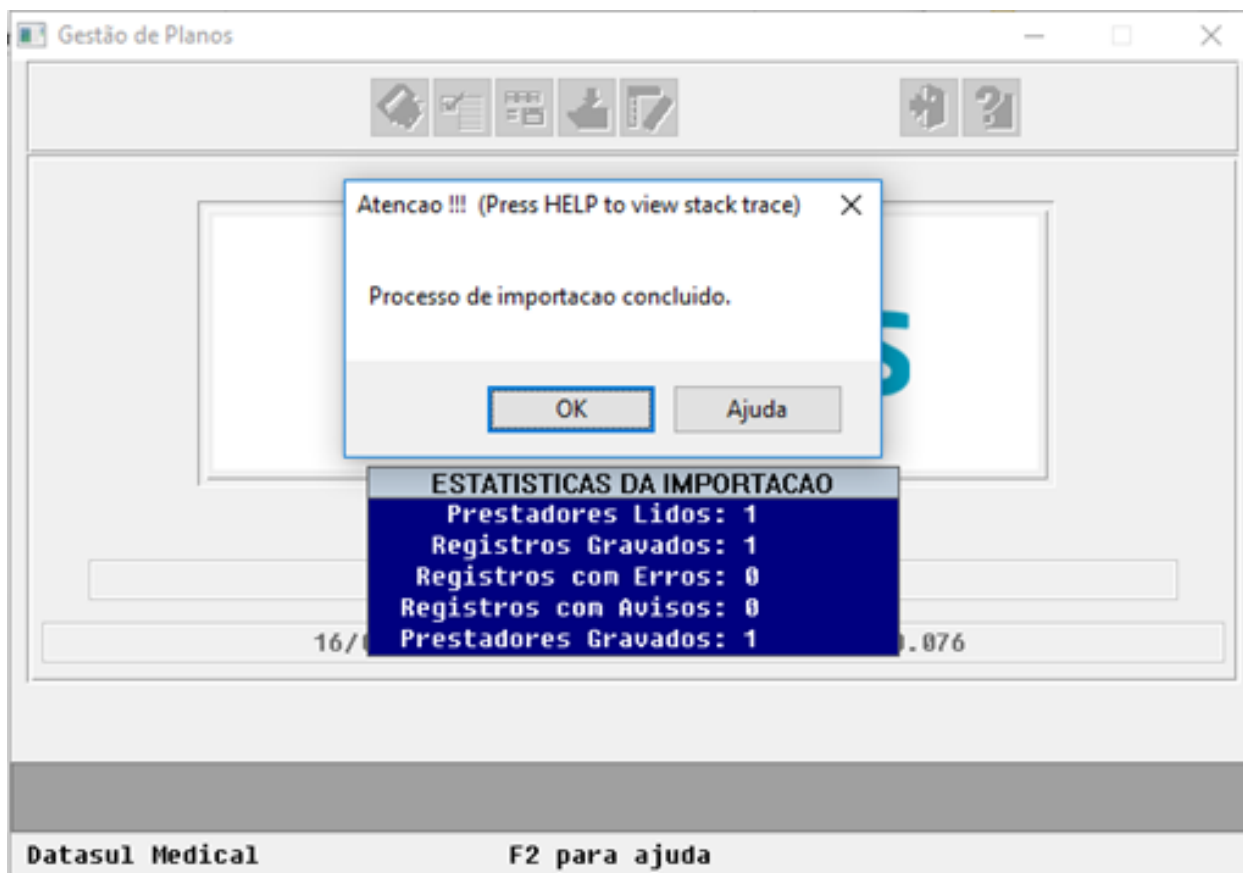 Gestão de Planos
Atencao !!! (Press HELP to view stack trace)
Processo de importacao concluido.
OK Ajuda
ESTATISTICAS DA IMPORTACAO
Prestadores Lidos: 1
Registros Gravados: 1
Registros com Erros: 0
Registros com Avisos: 0
16/
Prestadores Gravados: 1
.076
Datasul Medical F2 para ajuda